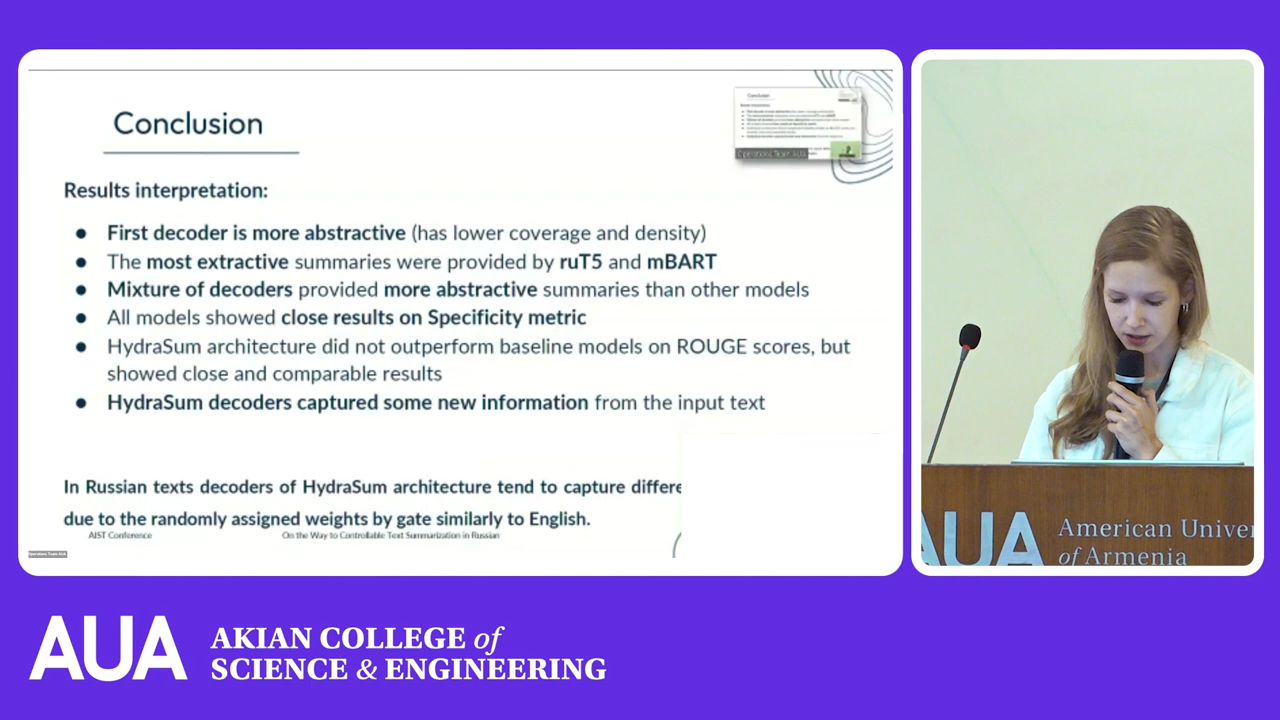 Conclusion
Results interpretation:
● First decoder is more abstractive (has lower coverage and density)
● The most extractive summaries were provided by ruT5 and mBART
● Mixture of decoders provided more abstractive summaries than other models
● All models showed close results on Specificity metric
● HydraSum architecture did not outperform baseline models on ROUGE scores, but
showed close and comparable results
● HydraSum decoders captured some new information from the input text
In Russian texts decoders of HydraSum architecture tend to capture differe
due to the randomly assigned weights by gate similarly to English.
AIST Conference
On the Way to Controllable Text Summarization in Russian
Operations Team AUA
AUA
American Univer
of Armenia
AUA
AKIAN COLLEGE of
SCIENCE & ENGINEERING